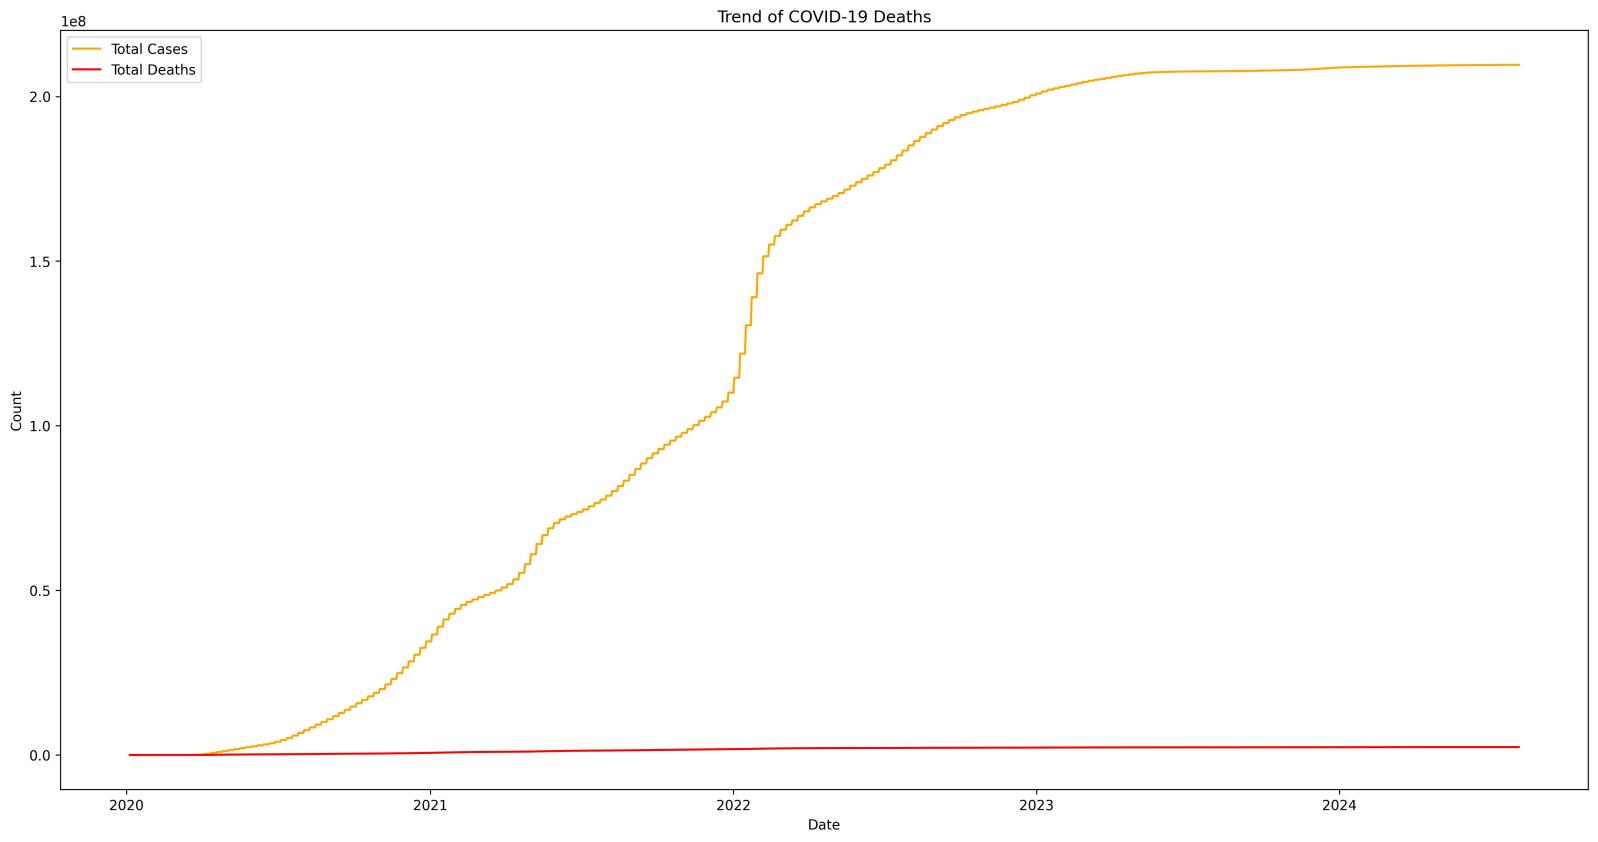 Trend of COVID-19 Deaths
1e8
Total Cases
Total Deaths
2.0
1.5
1.0
0.5
0.0
Count
2020 2021 2022 2023 2024
Date